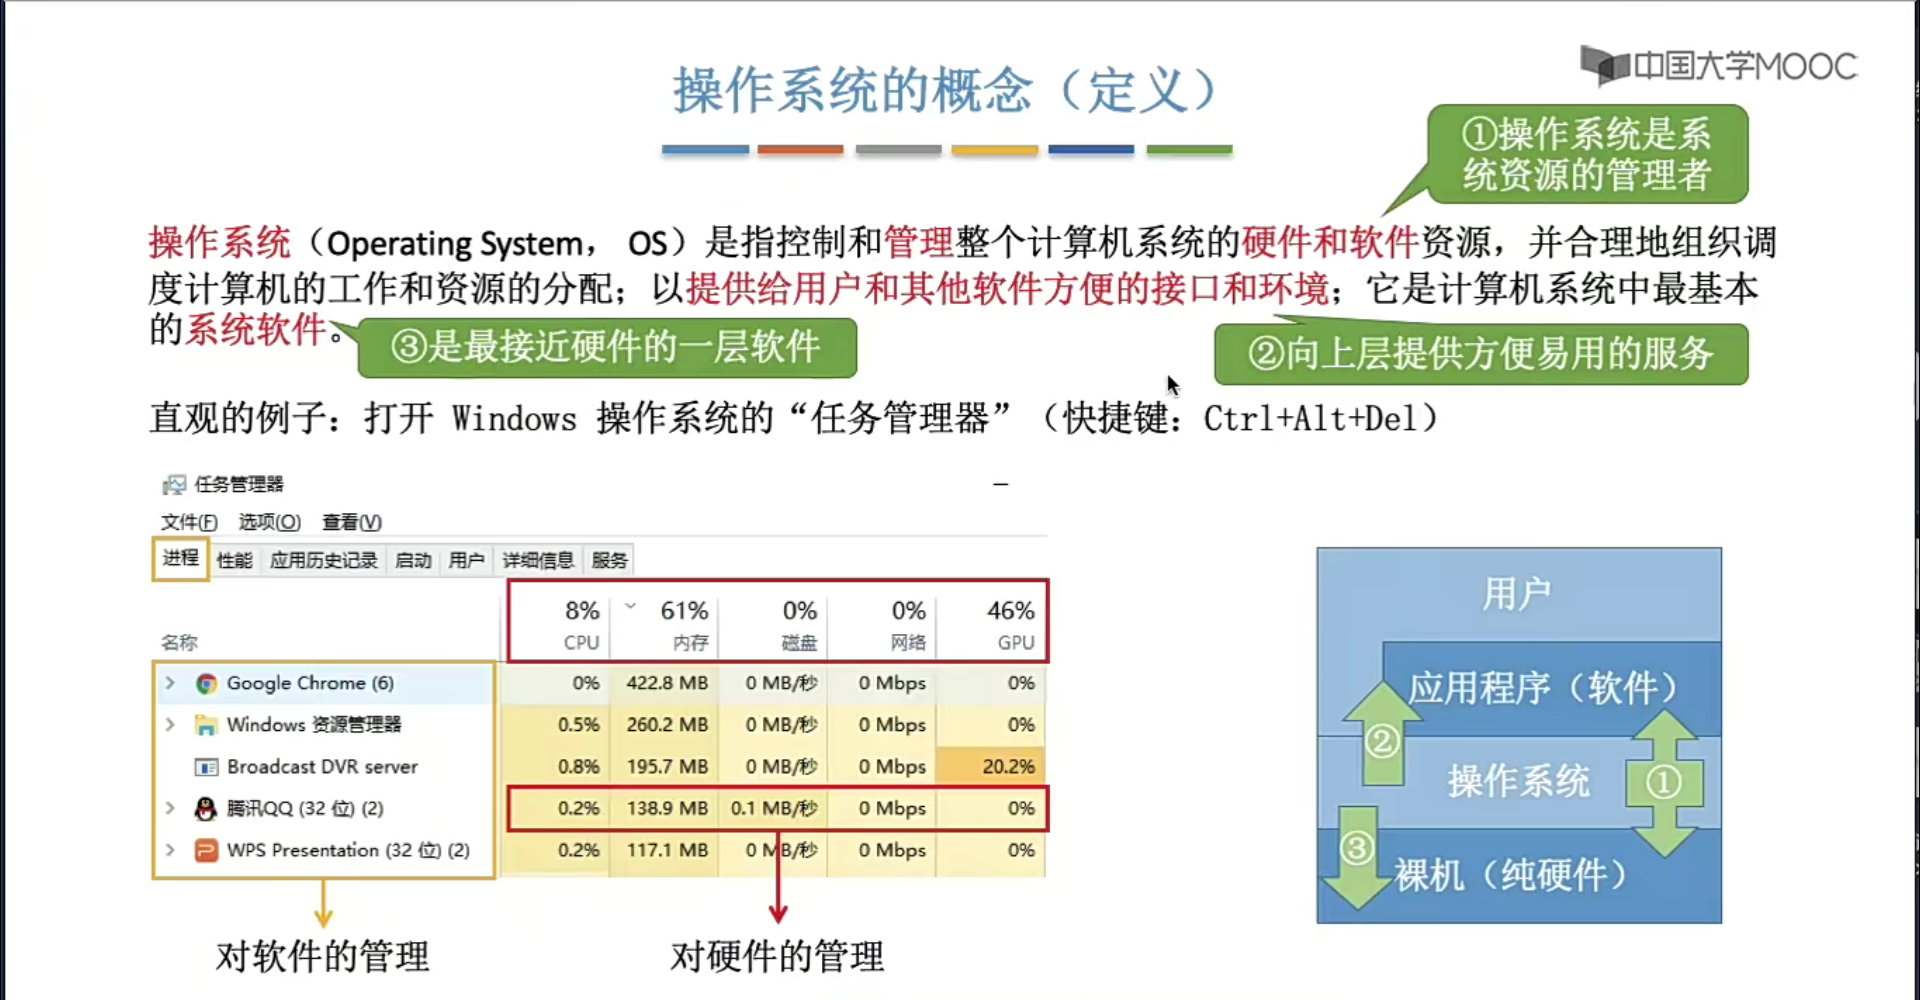 操作系统的概念（定义）
中国大学MOOC
①操作系统是系
统资源的管理者
操作系统（Operating System， OS）是指控制和管理整个计算机系统的硬件和软件资源，并合理地组织调
度计算机的工作和资源的分配；以提供给用户和其他软件方便的接口和环境；它是计算机系统中最基本
的系统软件。
③是最接近硬件的一层软件
②向上层提供方便易用的服务
直观的例子：打开 Windows 操作系统的“任务管理器”（快捷键：Ctrl+Alt+Del）
任务管理器
文件(F) 选项(O) 查看(V)
进程 性能 应用历史记录 启动 用户 详细信息 服务
8% 61% 0% 0% 46%
名称 CPU 内存 磁盘 网络 GPU
Google Chrome (6) 0% 422.8 MB 0 MB/秒 0 Mbps 0%
Windows 资源管理器 0.5% 260.2 MB 0 MB/秒 0 Mbps 0%
Broadcast DVR server 0.8% 195.7 MB 0 MB/秒 0 Mbps 20.2%
腾讯QQ (32 位) (2) 0.2% 138.9 MB 0.1 MB/秒 0 Mbps 0%
WPS Presentation (32 位) (2) 0.2% 117.1 MB 0 MB/秒 0 Mbps 0%
对软件的管理
对硬件的管理
用户
应用程序（软件）
②
操作系统
①
③
裸机（纯硬件）